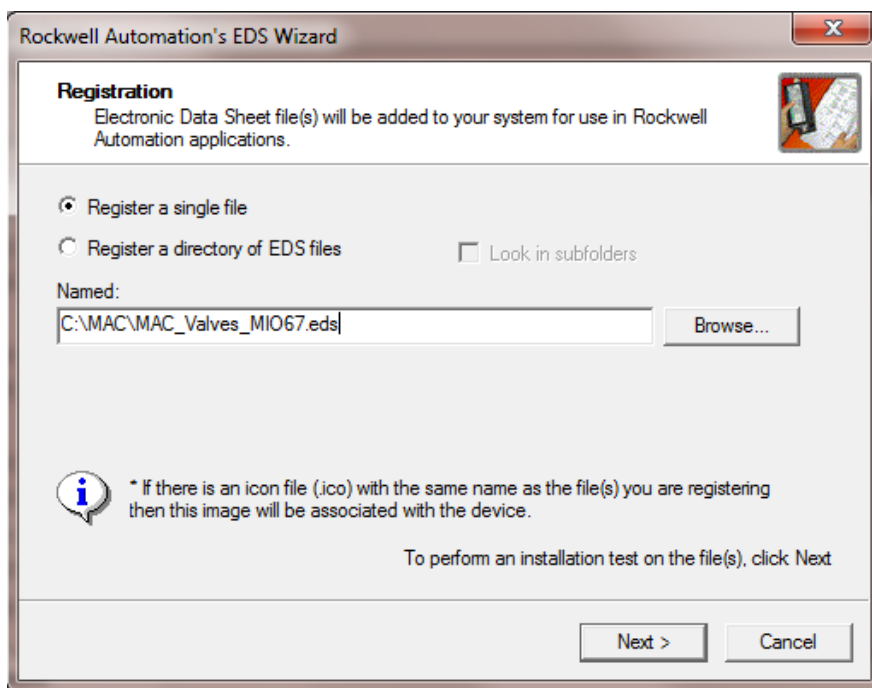 Rockwell Automation's EDS Wizard
Registration
Electronic Data Sheet file(s) will be added to your system for use in Rockwell
Automation applications.
Register a single file
Register a directory of EDS files
Look in subfolders
Named:
C:\MAC\MAC_Valves_MIO67.eds
Browse...
* If there is an icon file (.ico) with the same name as the file(s) you are registering
then this image will be associated with the device.
To perform an installation test on the file(s), click Next
Next >
Cancel